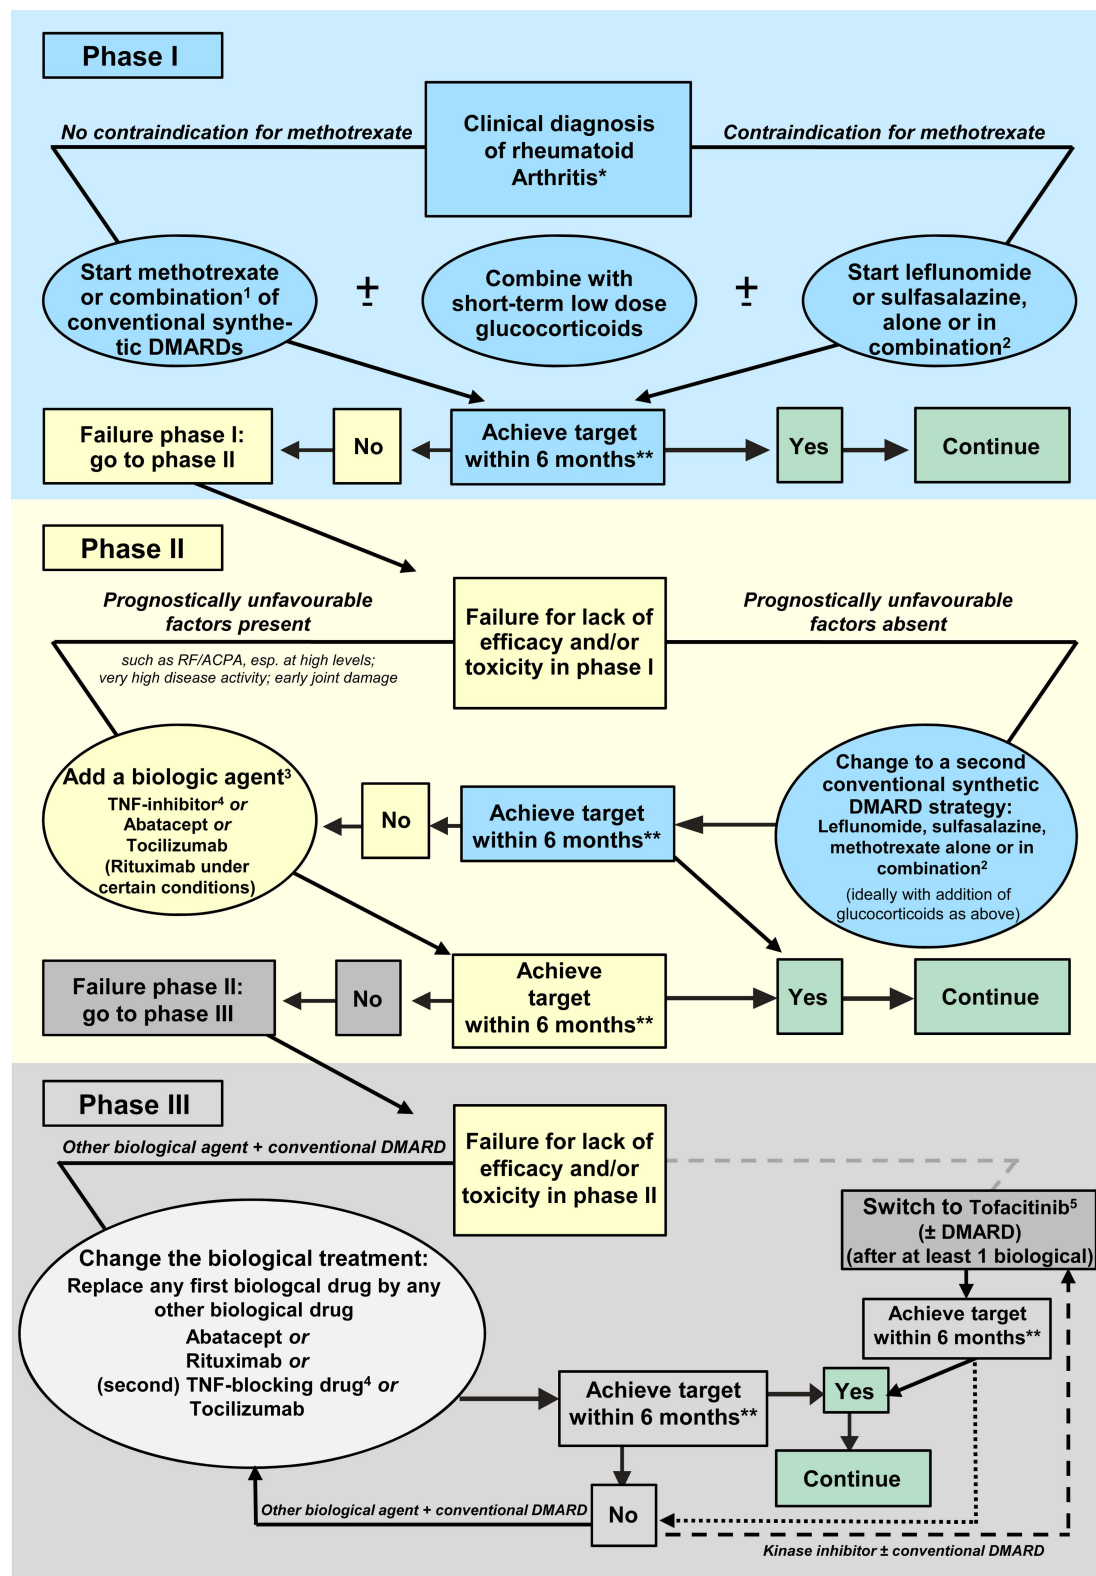 Phase I
Clinical diagnosis
of rheumatoid
Arthritis*
No contraindication for methotrexate
Contraindication for methotrexate
Start methotrexate
or combination¹ of
conventional synthe-
tic DMARDs
±
Combine with
short-term low dose
glucocorticoids
±
Start leflunomide
or sulfasalazine,
alone or in
combination²
Failure phase I:
go to phase II
No
Achieve target
within 6 months**
Yes
Continue
Phase II
Prognostically unfavourable
factors present
such as RF/ACPA, esp. at high levels;
very high disease activity; early joint damage
Failure for lack of
efficacy and/or
toxicity in phase I
Prognostically unfavourable
factors absent
Add a biologic agent³
TNF-inhibitor⁴ or
Abatacept or
Tocilizumab
(Rituximab under
certain conditions)
No
Achieve target
within 6 months**
Change to a second
conventional synthetic
DMARD strategy:
Leflunomide, sulfasalazine,
methotrexate alone or in
combination²
(ideally with addition of
glucocorticoids as above)
Failure phase II:
go to phase III
No
Achieve
target
within 6 months**
Yes
Continue
Phase III
Other biological agent + conventional DMARD
Failure for lack of
efficacy and/or
toxicity in phase II
Switch to Tofacitinib⁵
(± DMARD)
(after at least 1 biological)
Change the biological treatment:
Replace any first biologcal drug by any
other biological drug
Abatacept or
Rituximab or
(second) TNF-blocking drug⁴ or
Tocilizumab
Achieve target
within 6 months**
Achieve target
within 6 months**
Yes
Continue
No
Other biological agent + conventional DMARD
Kinase inhibitor ± conventional DMARD